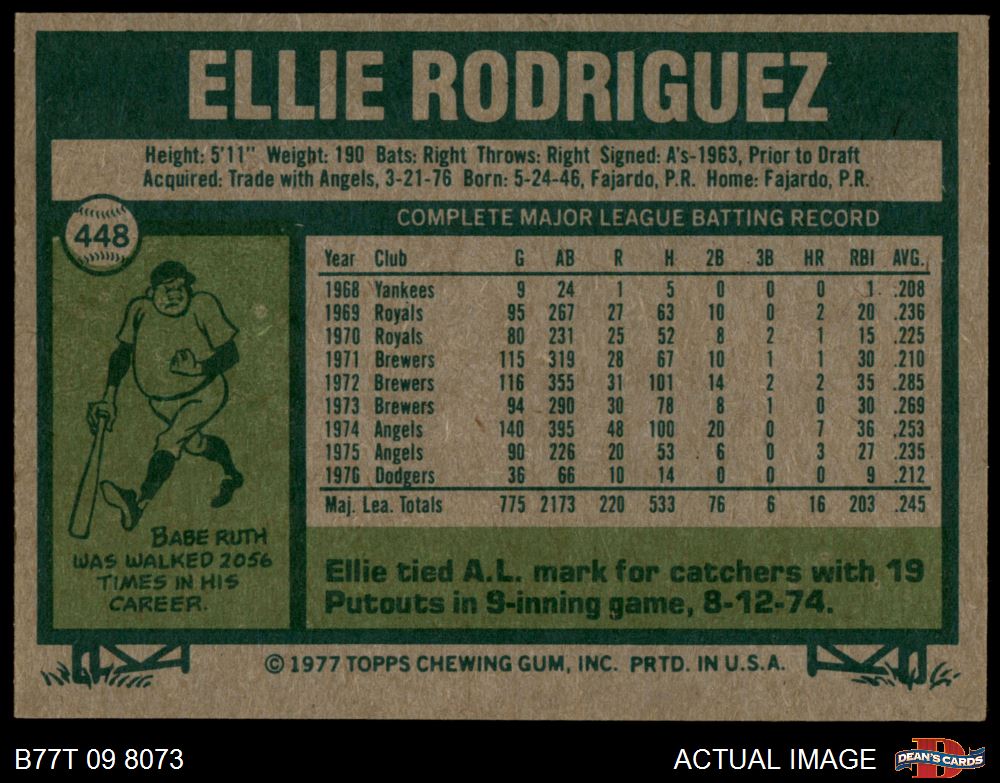 ELLIE RODRIGUEZ
Height: 5'11" Weight: 190 Bats: Right Throws: Right Signed: A's-1963, Prior to Draft
Acquired: Trade with Angels, 3-21-76 Born: 5-24-46, Fajardo, P.R. Home: Fajardo, P.R.
448
COMPLETE MAJOR LEAGUE BATTING RECORD
Year Club G AB R H 2B 3B HR RBI AVG.
1968 Yankees 9 24 1 5 0 0 0 1 .208
1969 Royals 95 267 27 63 10 0 2 20 .236
1970 Royals 80 231 25 52 8 2 1 15 .225
1971 Brewers 115 319 28 67 10 1 1 30 .210
1972 Brewers 116 355 31 101 14 2 2 35 .285
1973 Brewers 94 290 30 78 8 1 0 30 .269
1974 Angels 140 395 48 100 20 0 7 36 .253
1975 Angels 90 226 20 53 6 0 3 27 .235
1976 Dodgers 36 66 10 14 0 0 0 9 .212
Maj. Lea. Totals 775 2173 220 533 76 6 16 203 .245
BABE RUTH
WAS WALKED 2056
TIMES IN HIS
CAREER.
Ellie tied A.L. mark for catchers with 19
Putouts in 9-inning game, 8-12-74.
© 1977 TOPPS CHEWING GUM, INC. PRTD. IN U.S.A.
B77T 09 8073
ACTUAL IMAGE
D
DEAN'S CARDS